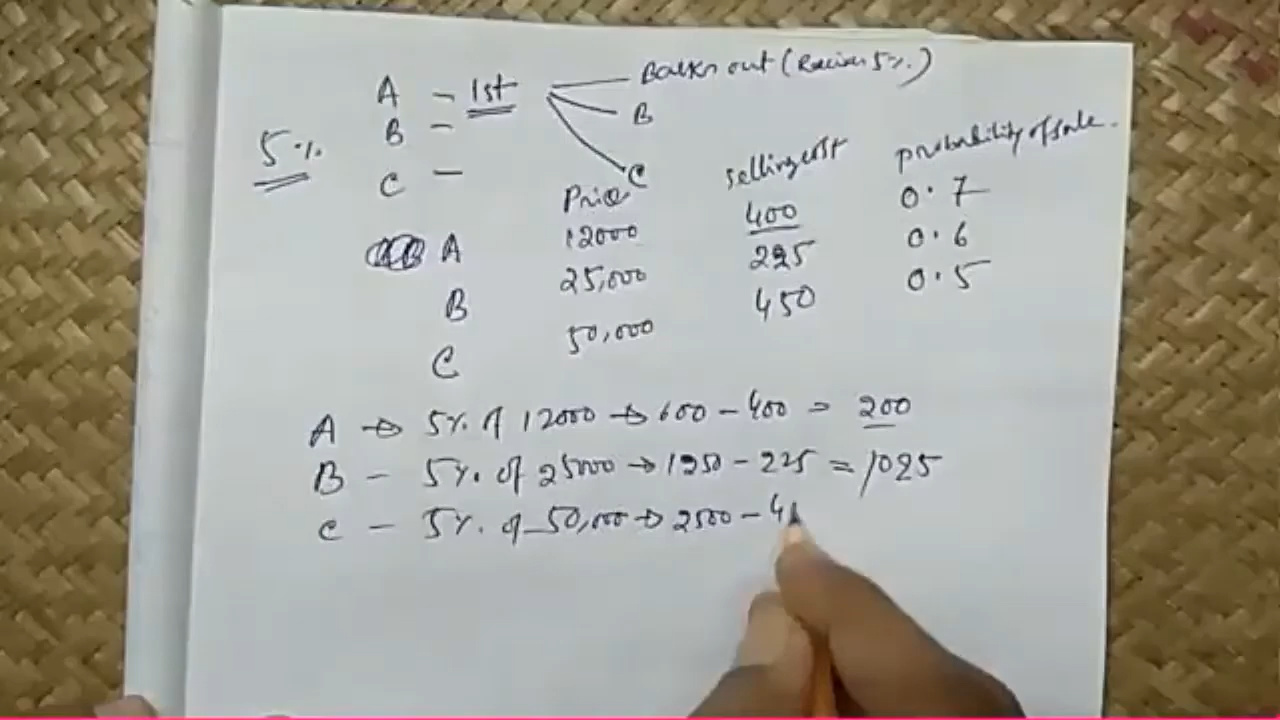 A - 1st
Out (Receives 5%)
B -
B
5%
C -
C
Price
selling cost
probability of sale.
A
12000
400
0.7
B
25,000
225
0.6
C
50,000
450
0.5
A → 5% of 12000 → 600 - 400 = 200
B - 5% of 25000 → 1250 - 225 = 1025
C - 5% of 50,000 → 2500 - 4